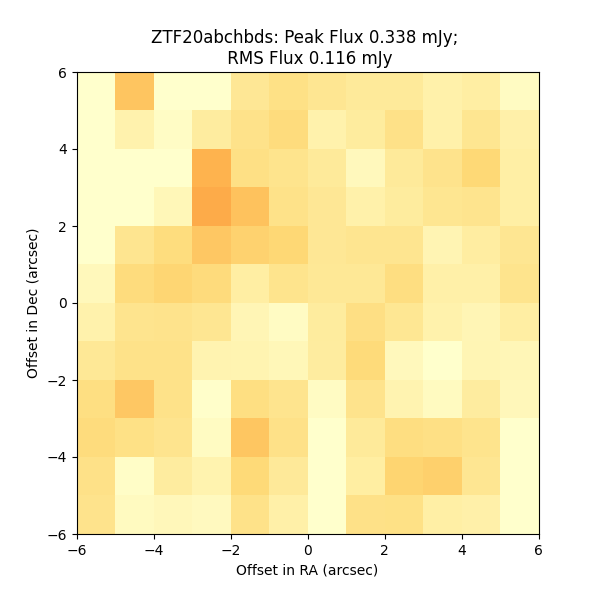 ZTF20abchbds: Peak Flux 0.338 mJy;
RMS Flux 0.116 mJy
6
4
2
0
−2
−4
−6
Offset in Dec (arcsec)
−6 −4 −2 0 2 4 6
Offset in RA (arcsec)